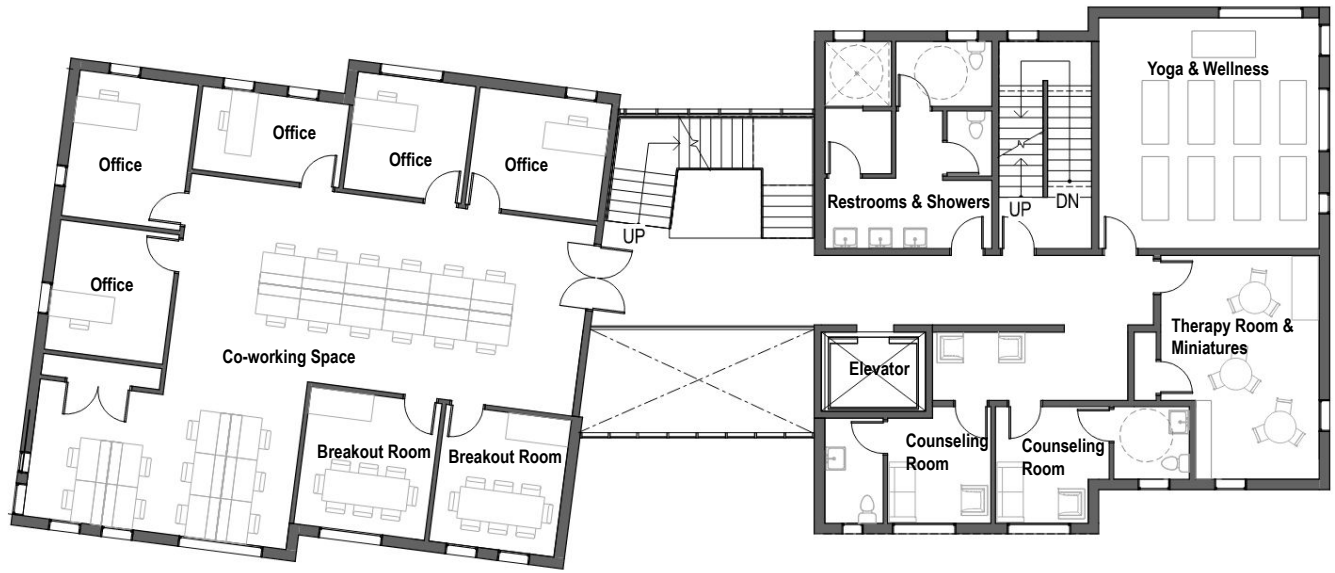 Yoga & Wellness
Office
Office
Office
Office
Restrooms & Showers
UP
DN
UP
Office
Co-working Space
Therapy Room &
Miniatures
Elevator
Breakout Room
Breakout Room
Counseling
Room
Counseling
Room